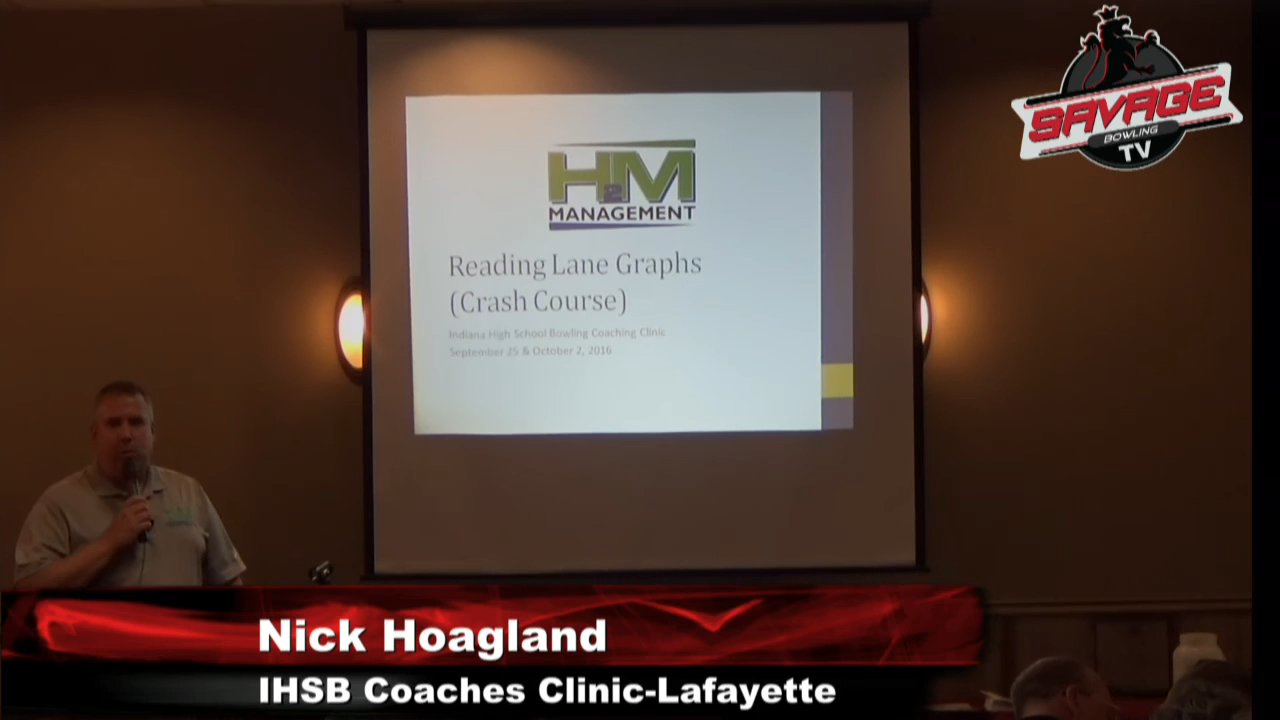 SAVAGE
BOWLING
TV
H2M
MANAGEMENT
Reading Lane Graphs
(Crash Course)
Indiana High School Bowling Coaching Clinic
September 25 & October 2, 2016
H2M
Nick Hoagland
IHSB Coaches Clinic-Lafayette